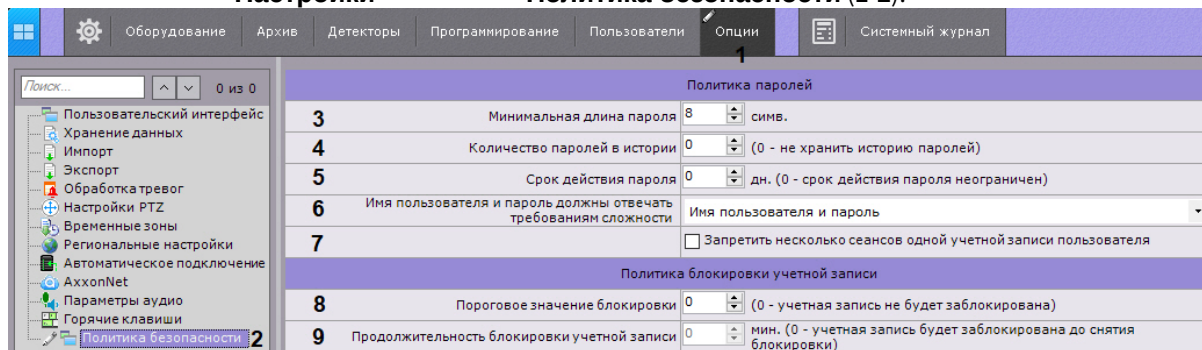 Настройки Политика безопасности (1-2).
Оборудование Архив Детекторы Программирование Пользователи Опции Системный журнал
1
Поиск... 0 из 0
Пользовательский интерфейс
Хранение данных
Импорт
Экспорт
Обработка тревог
Настройки PTZ
Временные зоны
Региональные настройки
Автоматическое подключение
AxxonNet
Параметры аудио
Горячие клавиши
Политика безопасности 2
Политика паролей
3 Минимальная длина пароля 8 симв.
4 Количество паролей в истории 0 (0 - не хранить историю паролей)
5 Срок действия пароля 0 дн. (0 - срок действия пароля неограничен)
6 Имя пользователя и пароль должны отвечать
требованиям сложности Имя пользователя и пароль
7 Запретить несколько сеансов одной учетной записи пользователя
Политика блокировки учетной записи
8 Пороговое значение блокировки 0 (0 - учетная запись не будет заблокирована)
9 Продолжительность блокировки учетной записи 0 мин. (0 - учетная запись будет заблокирована до снятия
блокировки)